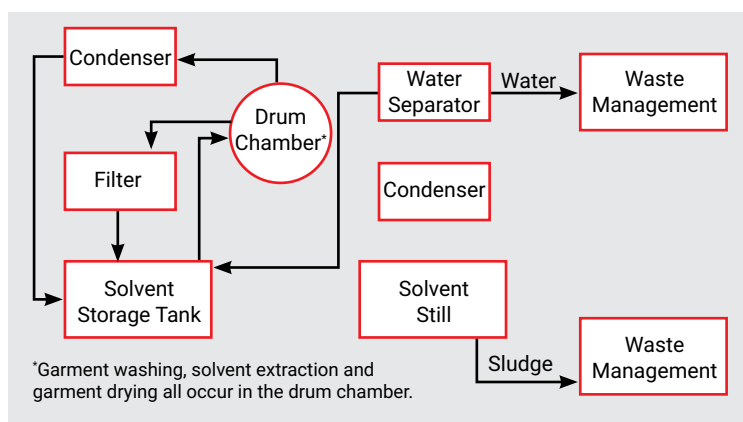 Condenser
Drum
Chamber*
Filter
Solvent
Storage Tank
Water
Separator
Water
Waste
Management
Condenser
Solvent
Still
Sludge
Waste
Management
*Garment washing, solvent extraction and
garment drying all occur in the drum chamber.